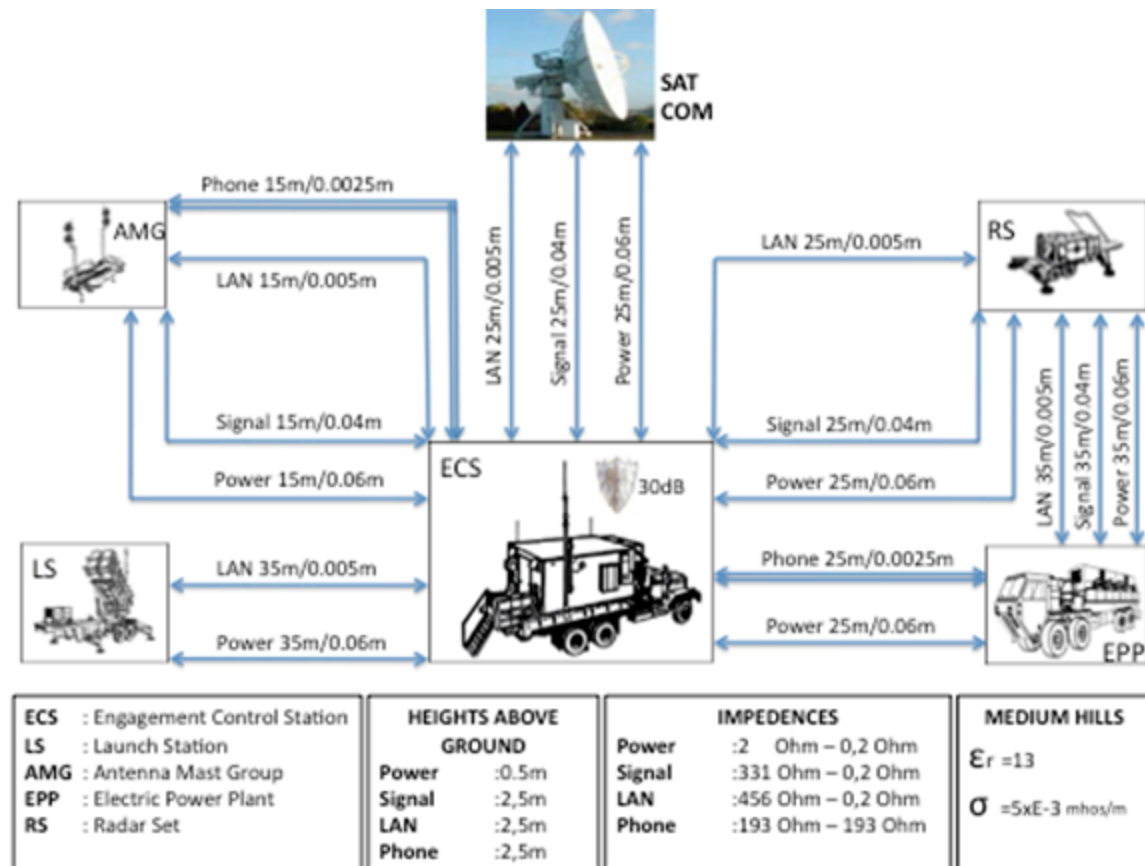 SAT
COM
Phone 15m/0.0025m
AMG
LAN 15m/0.005m
LAN 25m/0.005m
Signal 25m/0.04m
Power 25m/0.06m
LAN 25m/0.005m
RS
Signal 15m/0.04m
Power 15m/0.06m
Signal 25m/0.04m
Power 25m/0.06m
LAN 35m/0.005m
Signal 35m/0.04m
Power 35m/0.06m
ECS
30dB
LS
LAN 35m/0.005m
Power 35m/0.06m
Phone 25m/0.0025m
Power 25m/0.06m
EPP
ECS : Engagement Control Station
LS : Launch Station
AMG : Antenna Mast Group
EPP : Electric Power Plant
RS : Radar Set
HEIGHTS ABOVE
GROUND
Power :0.5m
Signal :2,5m
LAN :2,5m
Phone :2,5m
IMPEDENCES
Power :2 Ohm – 0,2 Ohm
Signal :331 Ohm – 0,2 Ohm
LAN :456 Ohm – 0,2 Ohm
Phone :193 Ohm – 193 Ohm
MEDIUM HILLS
εr =13
σ =5xE-3 mhos/m